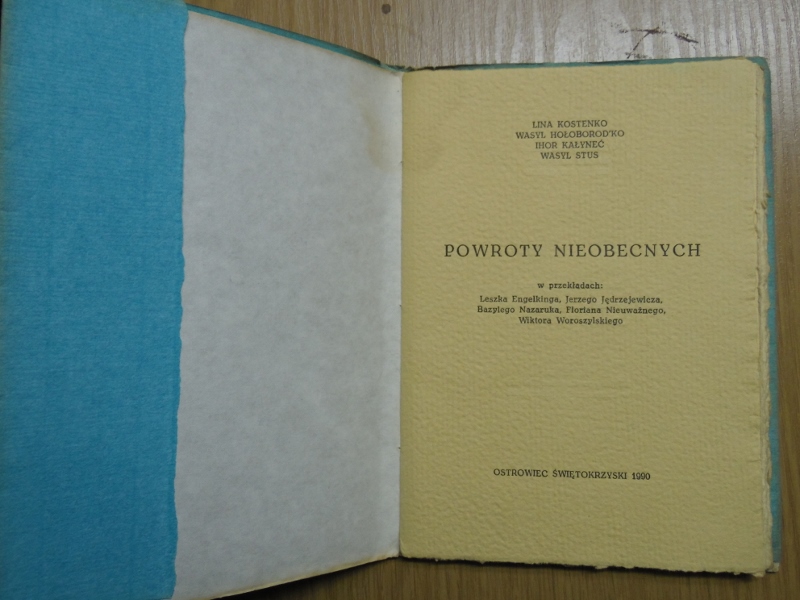 LINA KOSTENKO
WASYL HOŁOBOROD'KO
IHOR KAŁYNEĆ
WASYL STUS
POWROTY NIEOBECNYCH
w przekładach:
Leszka Engelkinga, Jerzego Jędrzejewicza,
Bazylego Nazaruka, Floriana Nieuważnego,
Wiktora Woroszylskiego
OSTROWIEC ŚWIĘTOKRZYSKI 1990